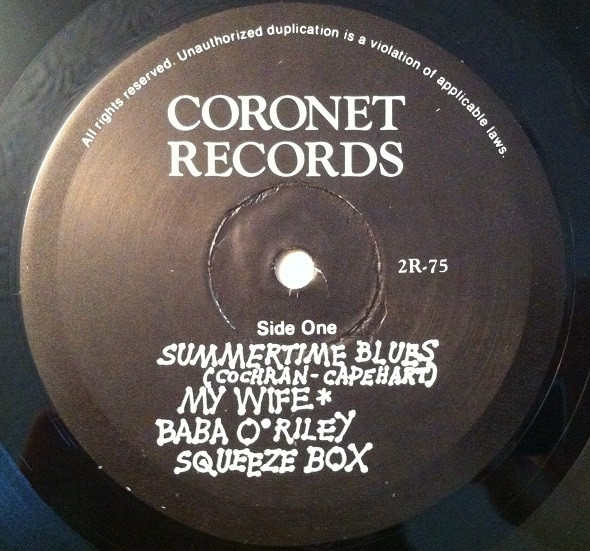 All rights reserved. Unauthorized duplication is a violation of applicable laws.
CORONET
RECORDS
2R-75
Side One
SUMMERTIME BLUES
(COCHRAN-CAPEHART)
MY WIFE*
BABA O'RILEY
SQUEEZE BOX